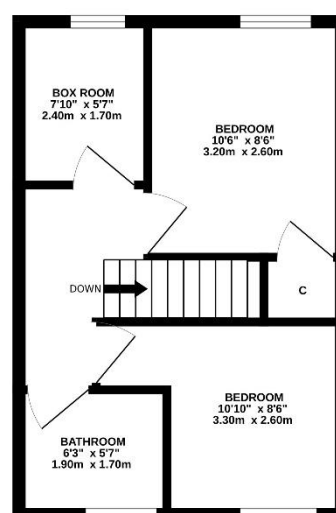 BOX ROOM
7'10" x 5'7"
2.40m x 1.70m
BEDROOM
10'6" x 8'6"
3.20m x 2.60m
DOWN
C
BEDROOM
10'10" x 8'6"
3.30m x 2.60m
BATHROOM
6'3" x 5'7"
1.90m x 1.70m